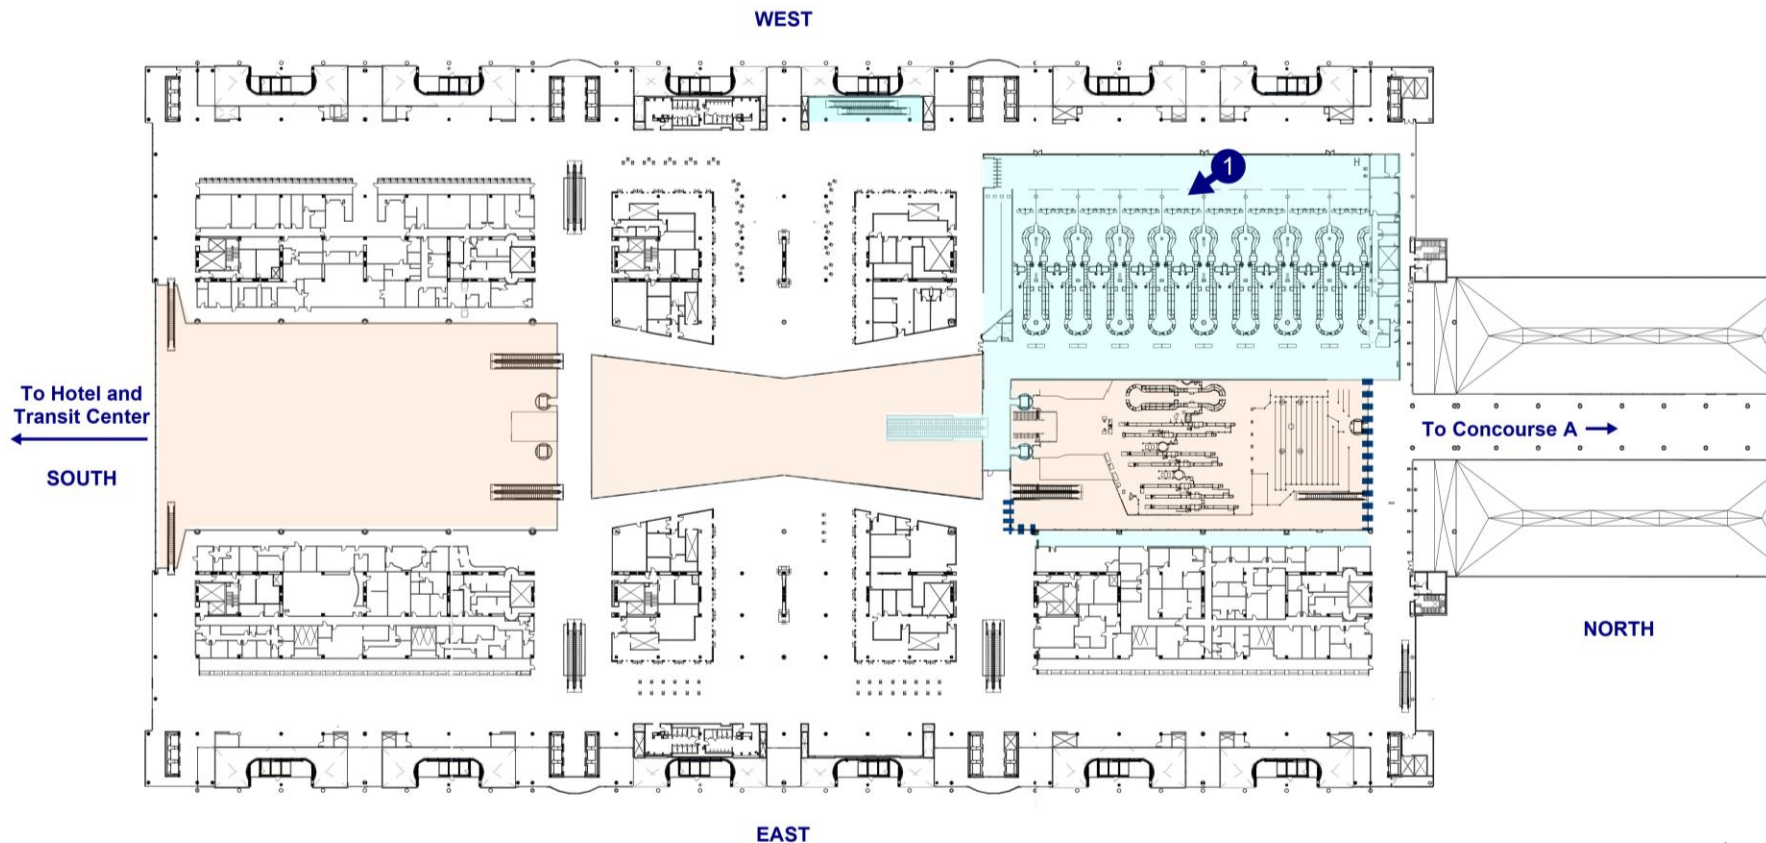 WEST
1
To Hotel and
Transit Center
SOUTH
To Concourse A
NORTH
EAST